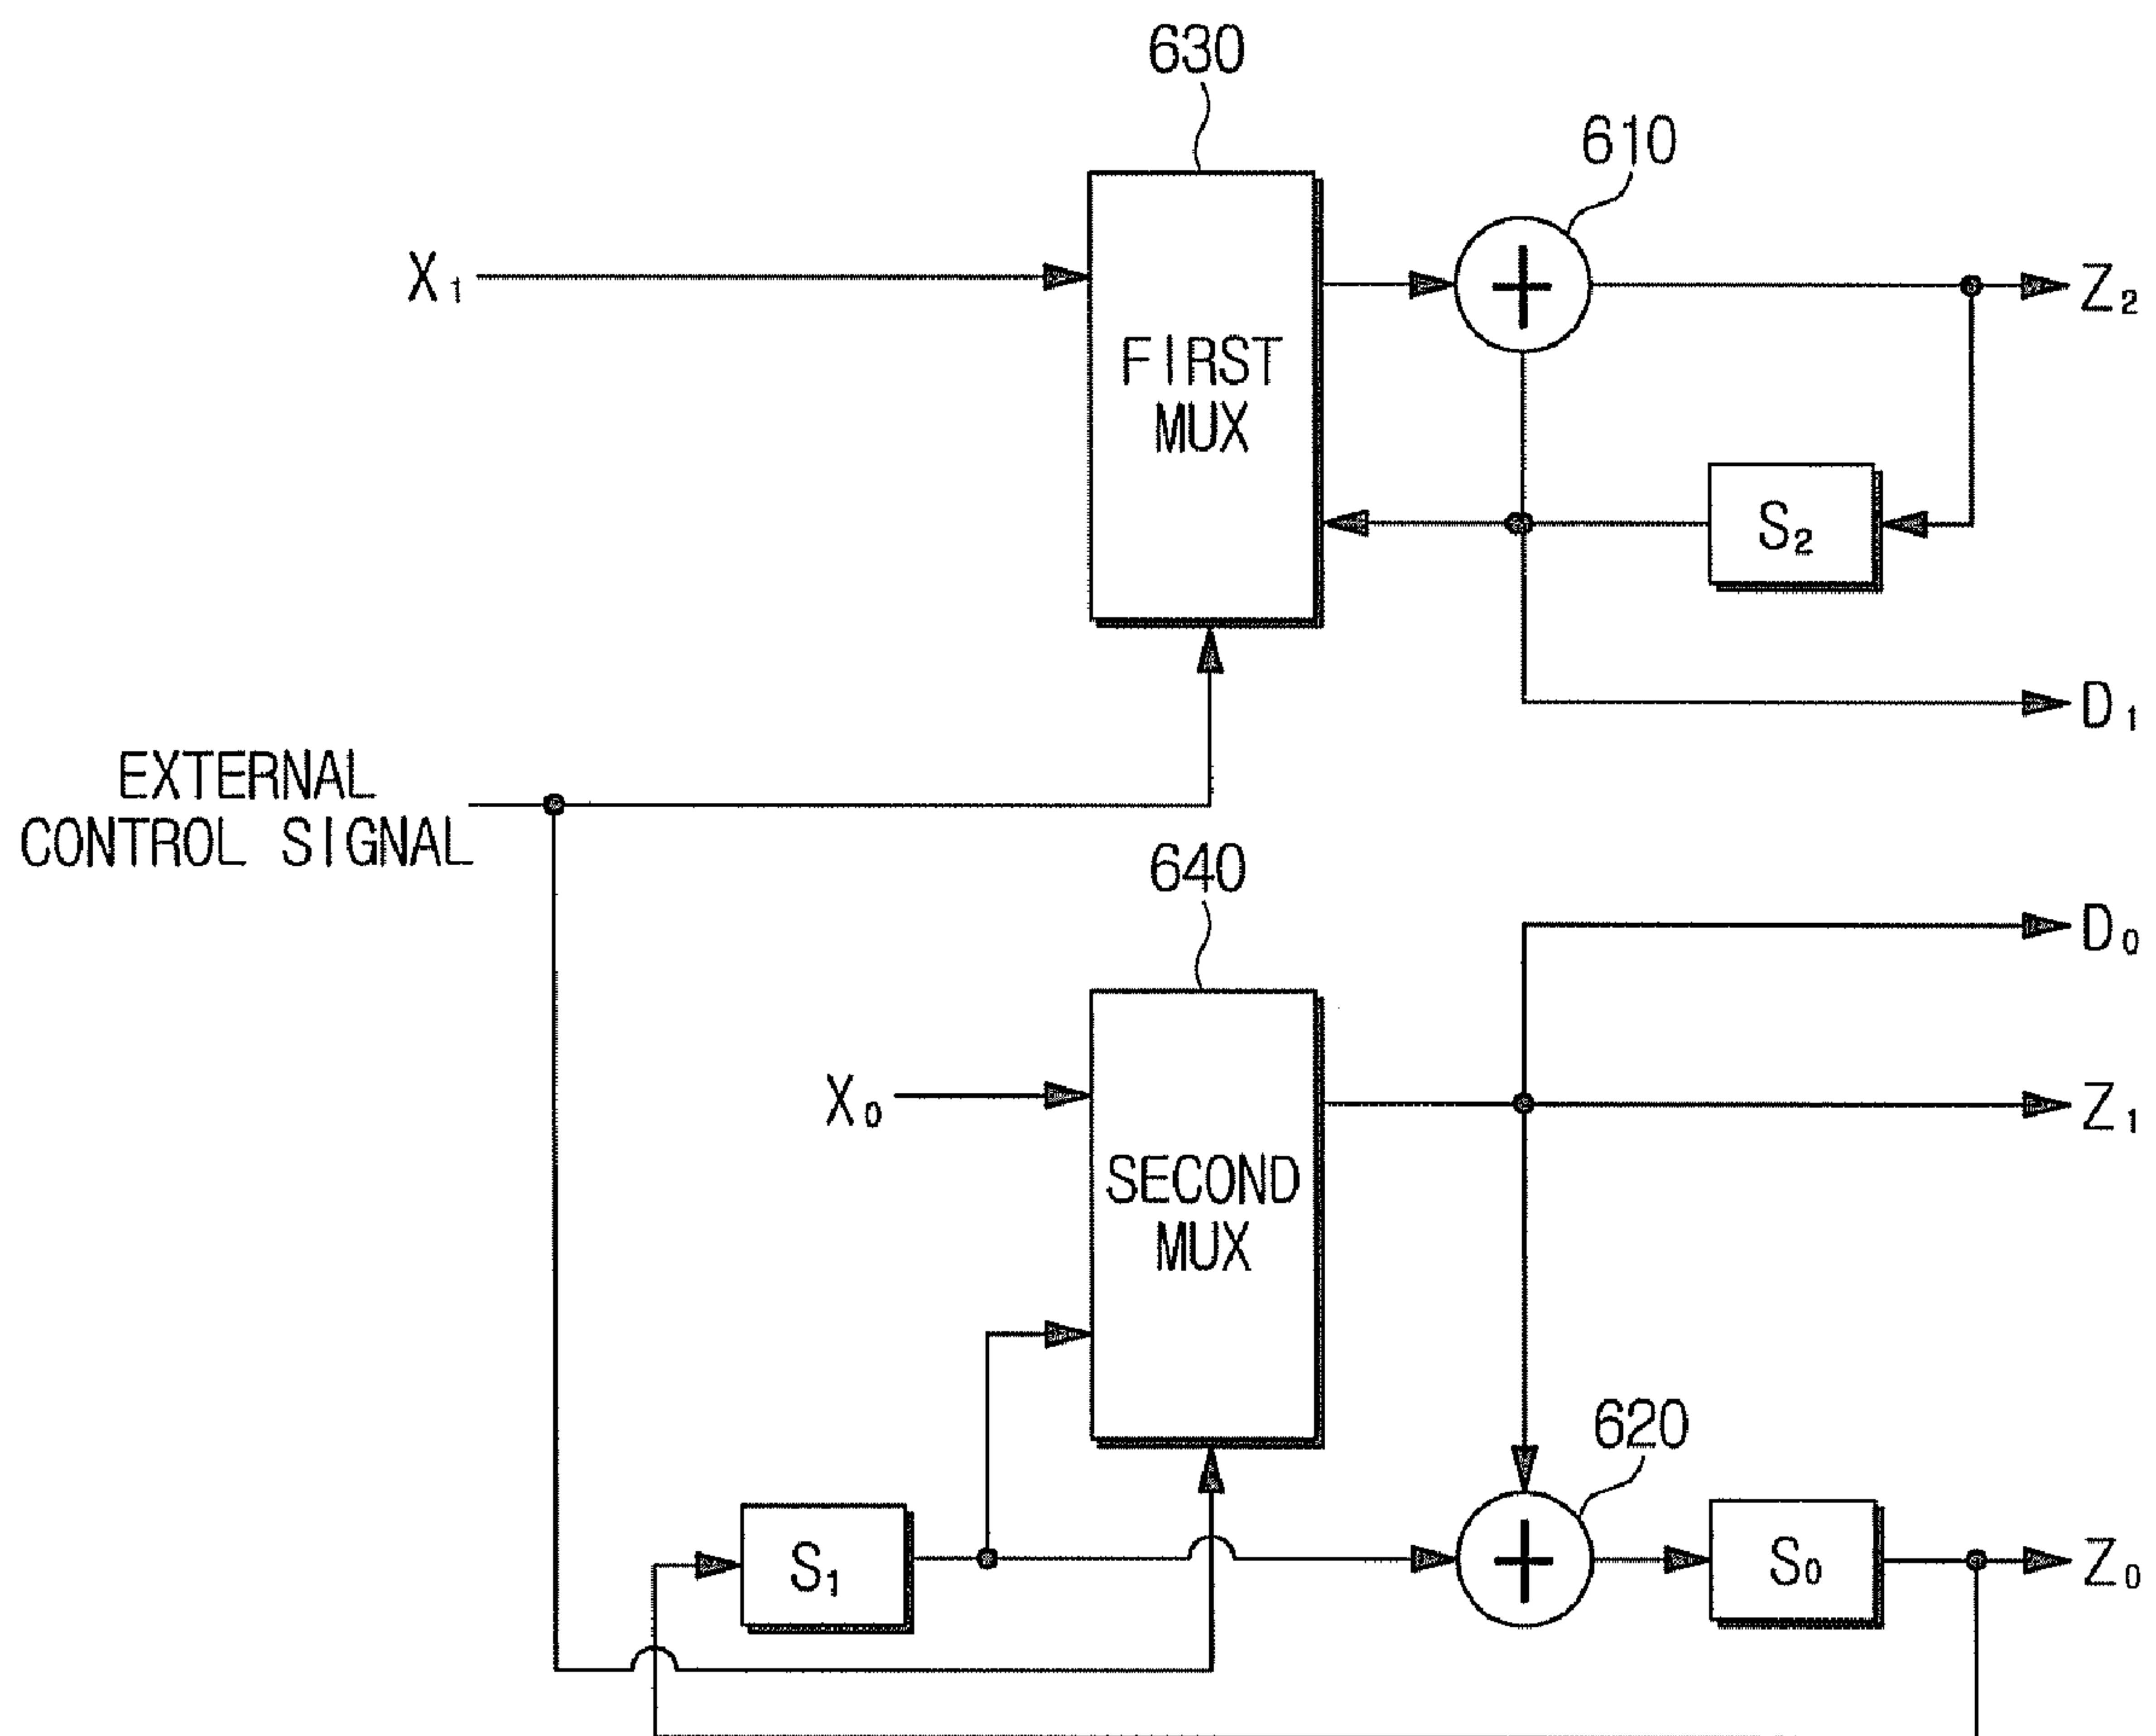 630
610
X₁
Z₂
FIRST
MUX
S₂
D₁
EXTERNAL
CONTROL SIGNAL
640
D₀
X₀
Z₁
SECOND
MUX
620
S₁
S₀
Z₀